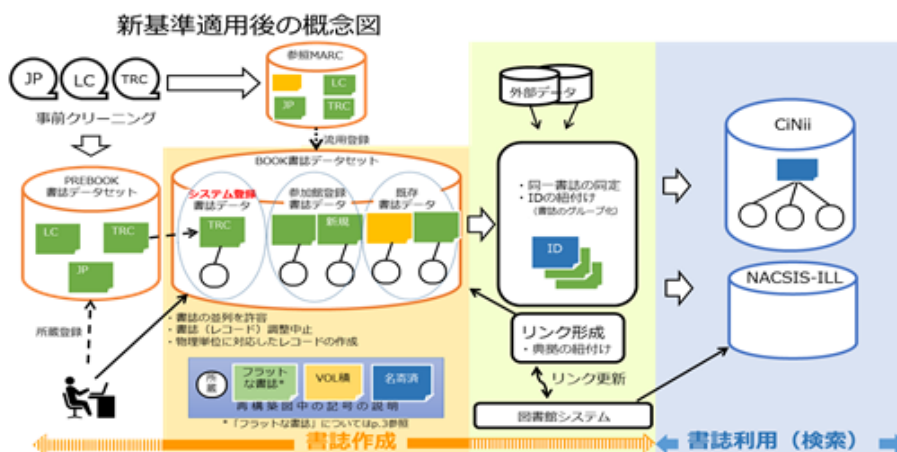 新基準適用後の概念図
JP
LC
TRC
事前クリーニング
参照MARC
LC
JP
TRC
流用登録
PREBOOK
書誌データセット
LC
TRC
JP
所蔵登録
BOOK書誌データセット
システム登録
書誌データ
TRC
参加館登録
書誌データ
新規
既存
書誌データ
・書誌の並列を許容
・書誌（レコード）調整中止
・物理単位に対応したレコードの作成
所蔵
フラット
な書誌*
VOL積
名寄済
再構築図中の記号の説明
*「フラットな書誌」についてはp.3参照
外部データ
・同一書誌の同定
・IDの紐付け
（書誌のグループ化）
ID
リンク形成
・典拠の紐付け
リンク更新
図書館システム
CiNii
NACSIS-ILL
書誌作成
書誌利用（検索）